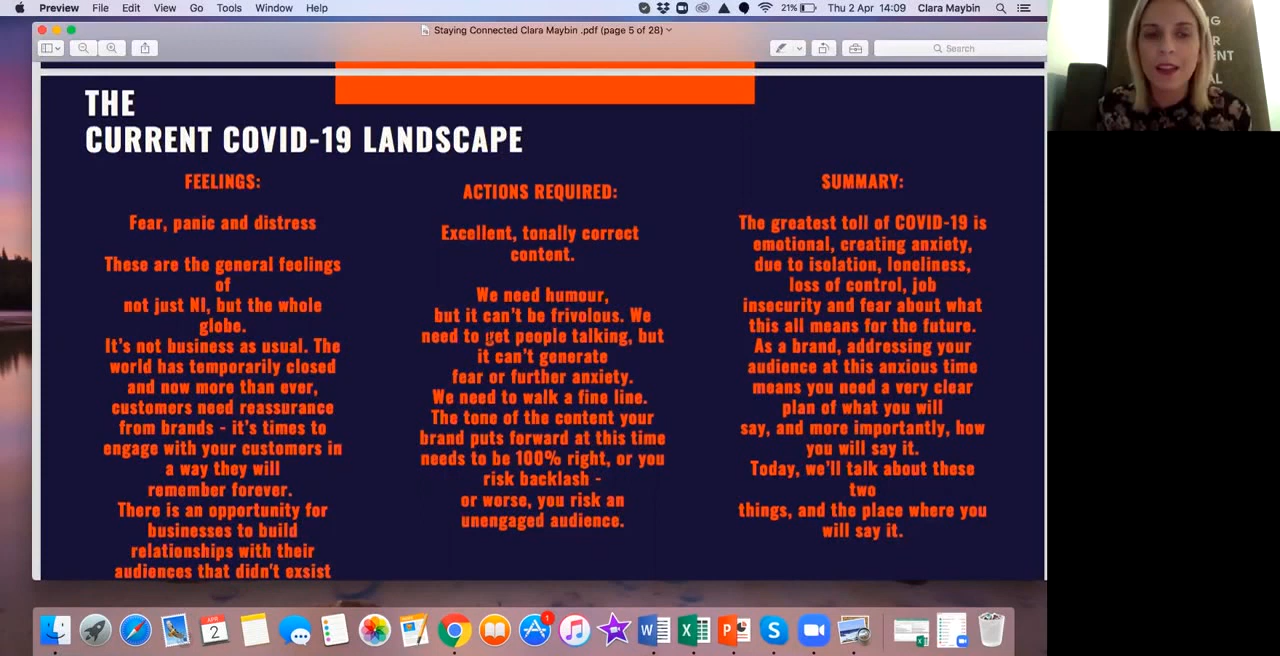 Preview File Edit View Go Tools Window Help
21% Thu 2 Apr 14:09 Clara Maybin
Staying Connected Clara Maybin .pdf (page 5 of 28)
Search
THE
CURRENT COVID-19 LANDSCAPE
FEELINGS:
Fear, panic and distress
These are the general feelings
of
not just NI, but the whole
globe.
It's not business as usual. The
world has temporarily closed
and now more than ever,
customers need reassurance
from brands - it's times to
engage with your customers in
a way they will
remember forever.
There is an opportunity for
businesses to build
relationships with their
audiences that didn't exsist
ACTIONS REQUIRED:
Excellent, tonally correct
content.
We need humour,
but it can't be frivolous. We
need to get people talking, but
it can't generate
fear or further anxiety.
We need to walk a fine line.
The tone of the content your
brand puts forward at this time
needs to be 100% right, or you
risk backlash -
or worse, you risk an
unengaged audience.
SUMMARY:
The greatest toll of COVID-19 is
emotional, creating anxiety,
due to isolation, loneliness,
loss of control, job
insecurity and fear about what
this all means for the future.
As a brand, addressing your
audience at this anxious time
means you need a very clear
plan of what you will
say, and more importantly, how
you will say it.
Today, we'll talk about these
two
things, and the place where you
will say it.
APR
2
1
W
X
P
S